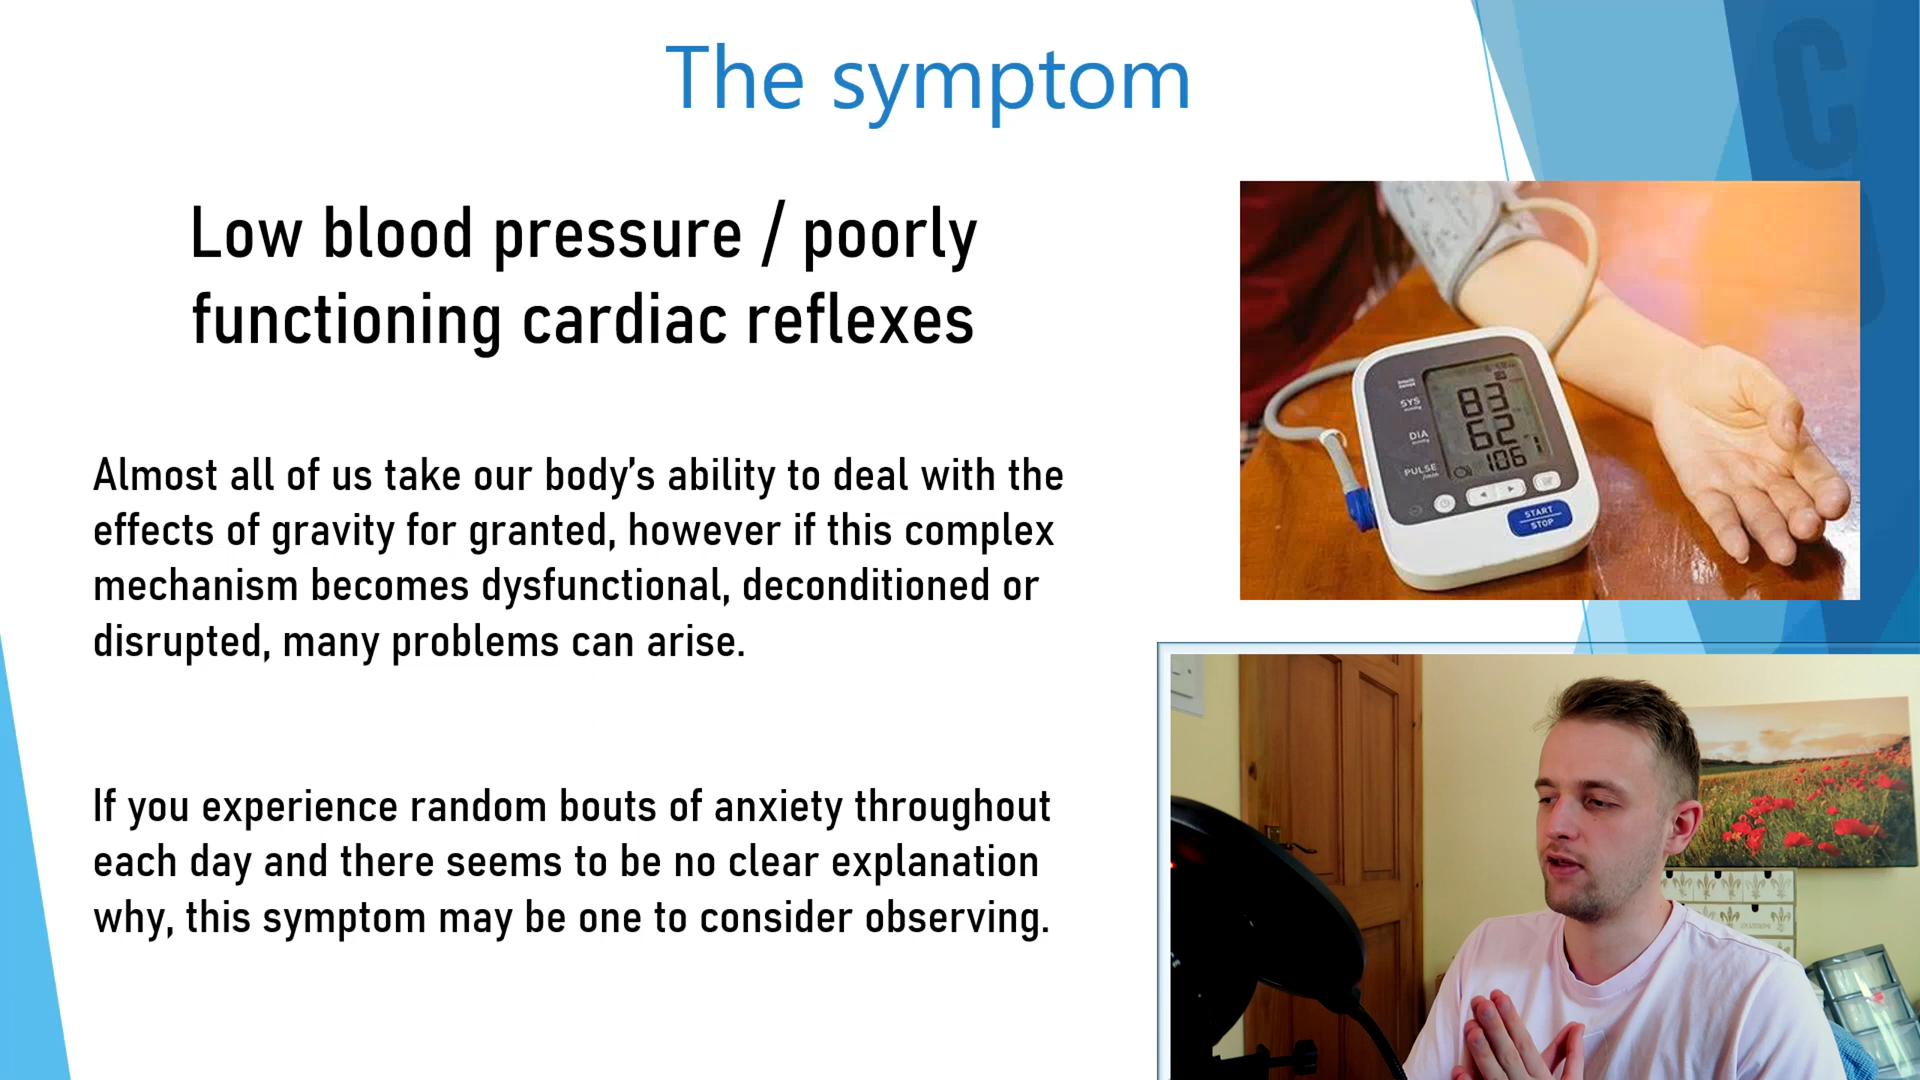 The symptom
Low blood pressure / poorly
functioning cardiac reflexes
Almost all of us take our body’s ability to deal with the
effects of gravity for granted, however if this complex
mechanism becomes dysfunctional, deconditioned or
disrupted, many problems can arise.
If you experience random bouts of anxiety throughout
each day and there seems to be no clear explanation
why, this symptom may be one to consider observing.
SYS
83
DIA
62
PULSE
106
START
STOP